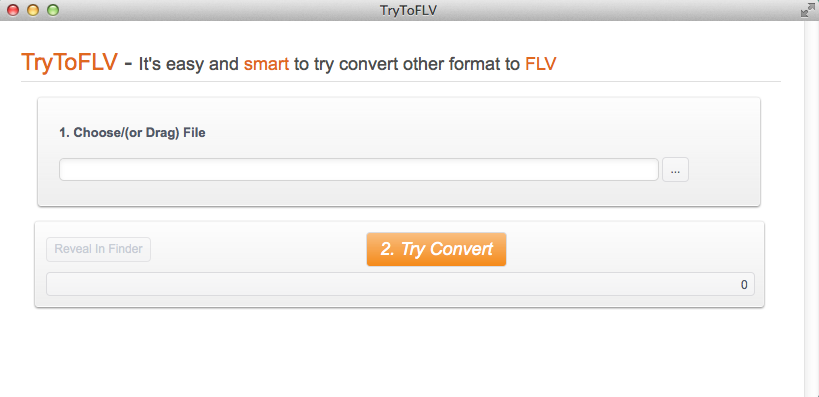 TryToFLV
TryToFLV - It's easy and smart to try convert other format to FLV
1. Choose/(or Drag) File
...
Reveal In Finder
2. Try Convert
0